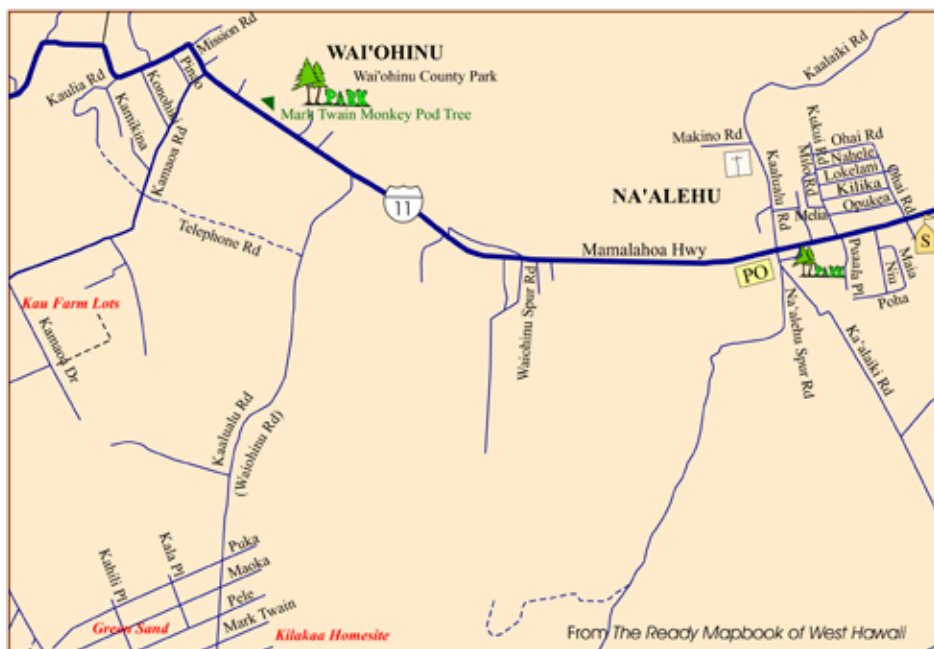 Mission Rd
WAI'OHINU
Wai'ohinu County Park
PARK
Mark Twain Monkey Pod Tree
Kaulia Rd
Konohiki
Pinao
Kamikina
Kamaoa Rd
Telephone Rd
11
Kau Farm Lots
Kamaoa Dr
Kaalualu Rd
(Waiohinu Rd)
Kaalaiki Rd
Makino Rd
NA'ALEHU
Kaalualu Rd
Kukui Rd
Milo Rd
Ohai Rd
Nahele
Lokelani
Kilika
Opukea
Ohai Rd
Melia
Mamalahoa Hwy
S
PO
PARK
Puaala Pl
Niu
Maia
Poha
Waiohinu Spur Rd
Na'alehu Spur Rd
Ka'alaiki Rd
Kahili Pl
Kala Pl
Puka
Maoka
Pele
Mark Twain
Green Sand
Kilakaa Homesite
From The Ready Mapbook of West Hawaii